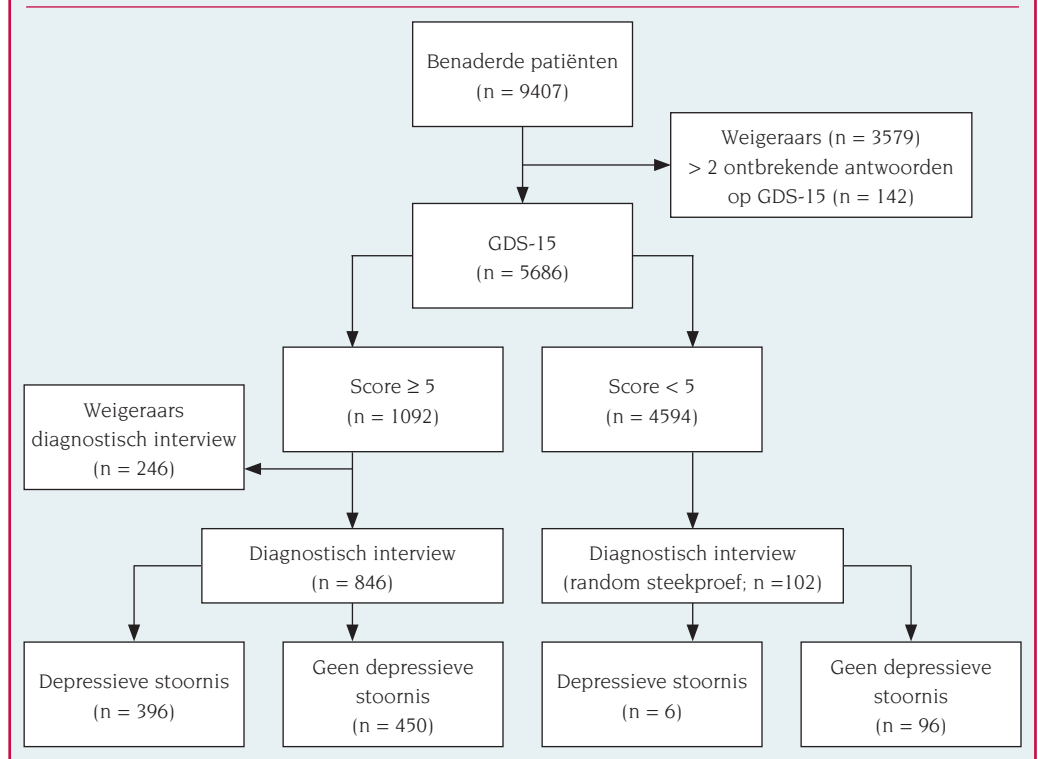 Benaderde patiënten
(n = 9407)
Weigeraars (n = 3579)
> 2 ontbrekende antwoorden
op GDS-15 (n = 142)
GDS-15
(n = 5686)
Score ≥ 5
(n = 1092)
Score < 5
(n = 4594)
Weigeraars
diagnostisch interview
(n = 246)
Diagnostisch interview
(n = 846)
Diagnostisch interview
(random steekproef; n =102)
Depressieve stoornis
(n = 396)
Geen depressieve
stoornis
(n = 450)
Depressieve stoornis
(n = 6)
Geen depressieve
stoornis
(n = 96)